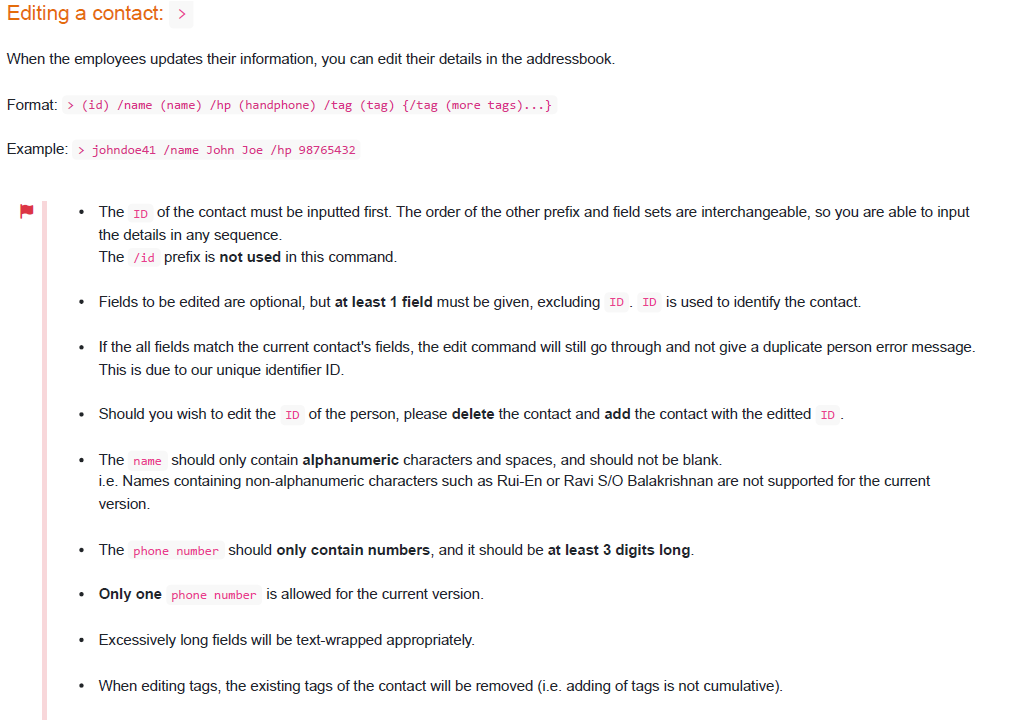 Editing a contact: >
When the employees updates their information, you can edit their details in the addressbook.
Format: > (id) /name (name) /hp (handphone) /tag (tag) {/tag (more tags)...}
Example: > johndoe41 /name John Joe /hp 98765432
• The ID of the contact must be inputted first. The order of the other prefix and field sets are interchangeable, so you are able to input
the details in any sequence.
The /id prefix is not used in this command.
• Fields to be edited are optional, but at least 1 field must be given, excluding ID . ID is used to identify the contact.
• If the all fields match the current contact's fields, the edit command will still go through and not give a duplicate person error message.
This is due to our unique identifier ID.
• Should you wish to edit the ID of the person, please delete the contact and add the contact with the editted ID .
• The name should only contain alphanumeric characters and spaces, and should not be blank.
i.e. Names containing non-alphanumeric characters such as Rui-En or Ravi S/O Balakrishnan are not supported for the current
version.
• The phone number should only contain numbers, and it should be at least 3 digits long.
• Only one phone number is allowed for the current version.
• Excessively long fields will be text-wrapped appropriately.
• When editing tags, the existing tags of the contact will be removed (i.e. adding of tags is not cumulative).